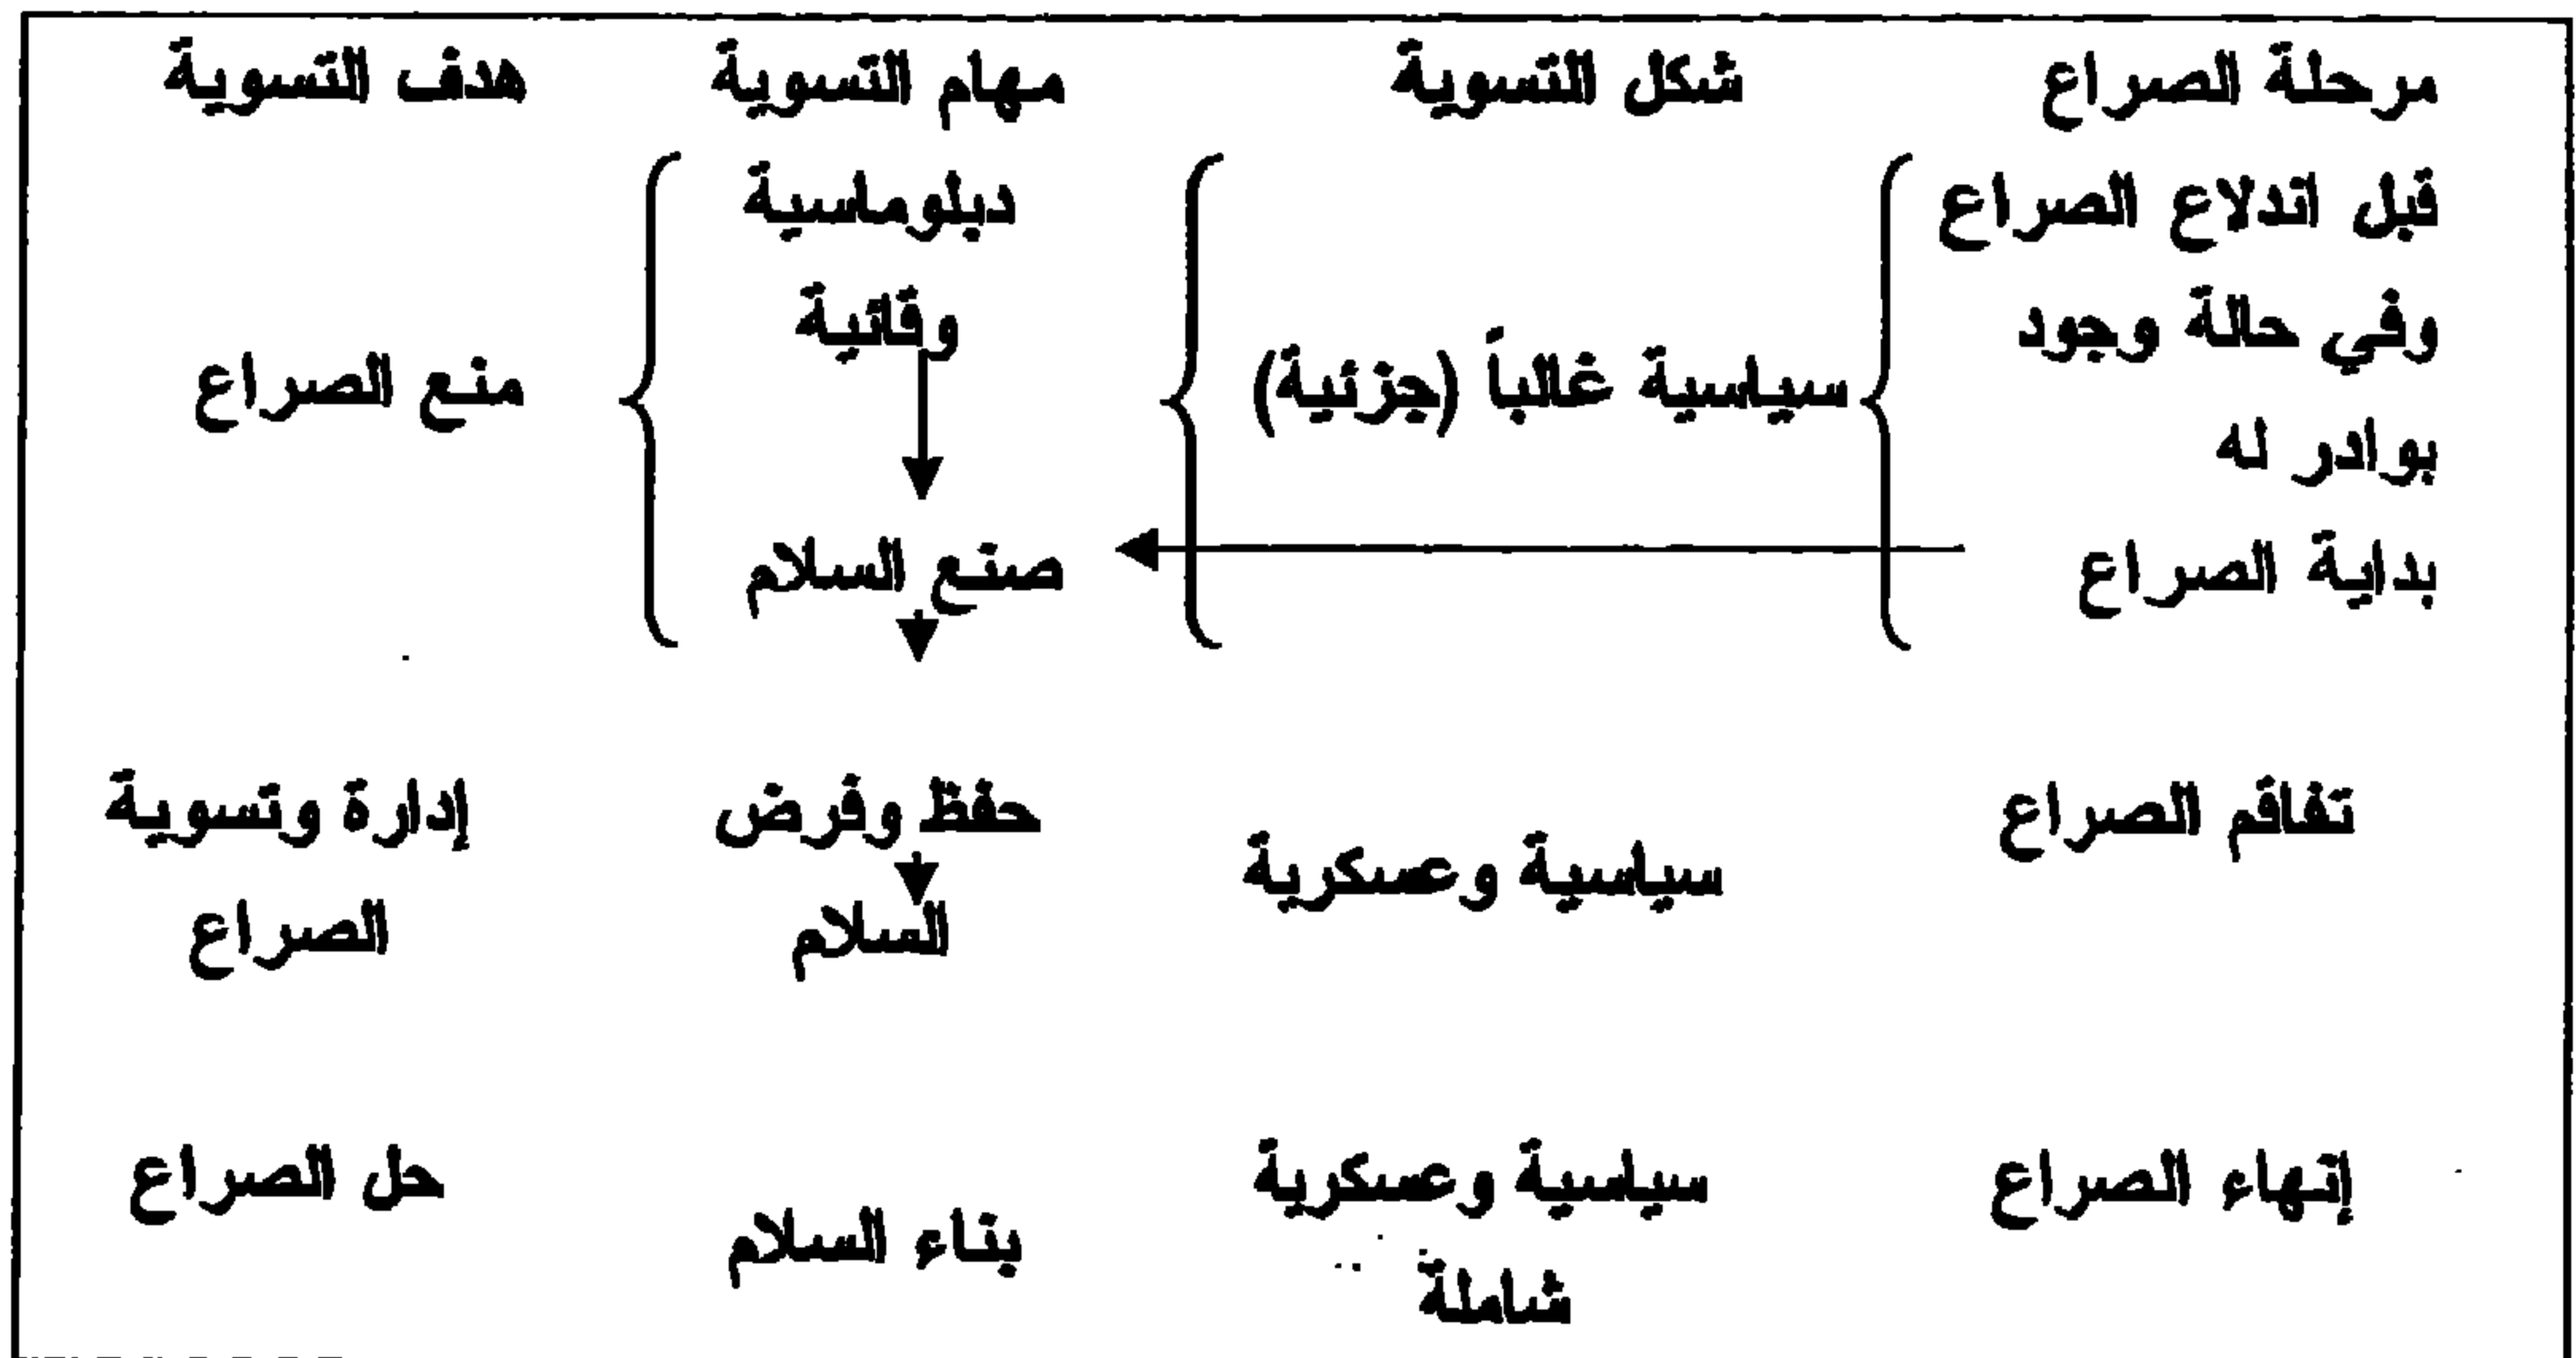 مرحلة الصراع شكل التسوية مهام التسوية هدف التسوية
قبل اندلاع الصراع دبلوماسية
وفي حالة وجود وقائية
سياسية غالباً (جزئية) منع الصراع
بوادر له
بداية الصراع صنع السلام
تفاقم الصراع حفظ وفرض إدارة وتسوية
سياسية وعسكرية
السلام الصراع
إنهاء الصراع سياسية وعسكرية حل الصراع
بناء السلام
شاملة